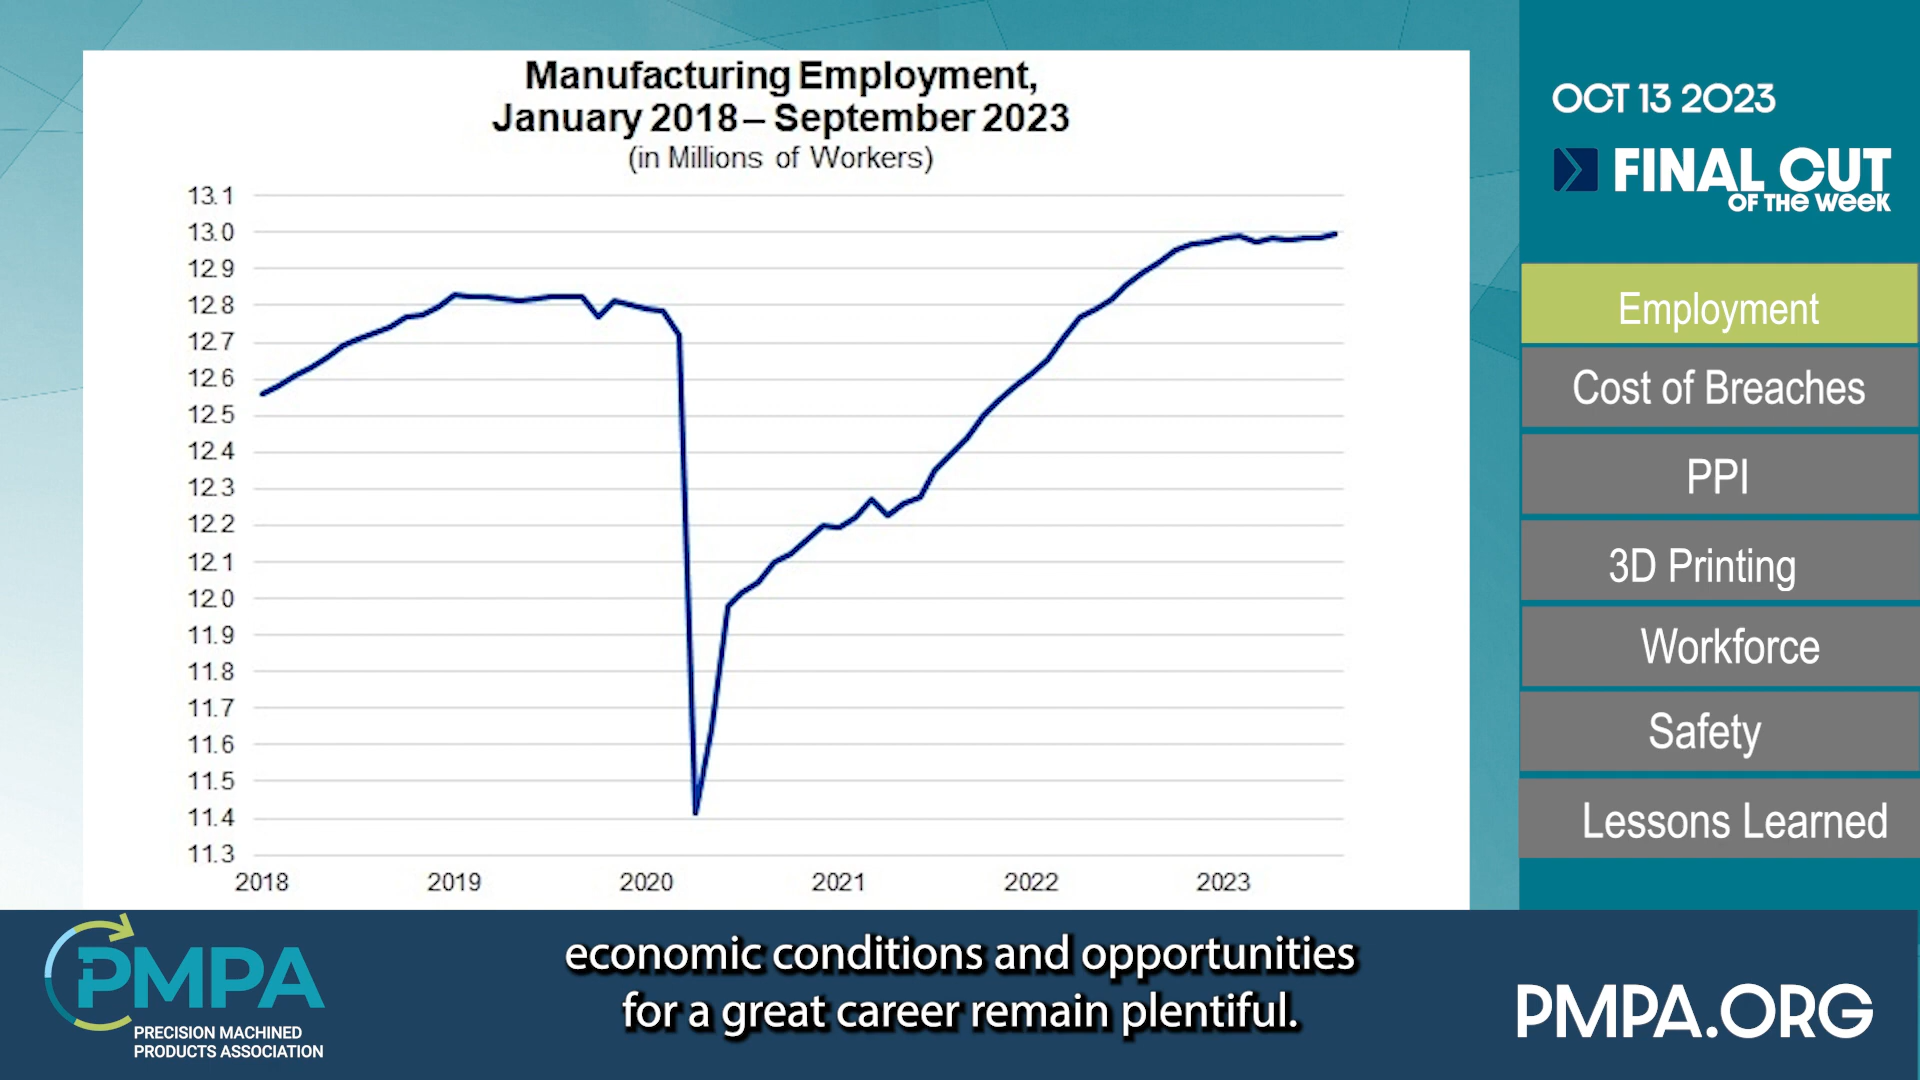 Manufacturing Employment,
January 2018 – September 2023
(in Millions of Workers)
13.1
13.0
12.9
12.8
12.7
12.6
12.5
12.4
12.3
12.2
12.1
12.0
11.9
11.8
11.7
11.6
11.5
11.4
11.3
2018 2019 2020 2021 2022 2023
OCT 13 2023
FINAL CUT
OF THE WEEK
Employment
Cost of Breaches
PPI
3D Printing
Workforce
Safety
Lessons Learned
PMPA
PRECISION MACHINED
PRODUCTS ASSOCIATION
economic conditions and opportunities
for a great career remain plentiful.
PMPA.ORG